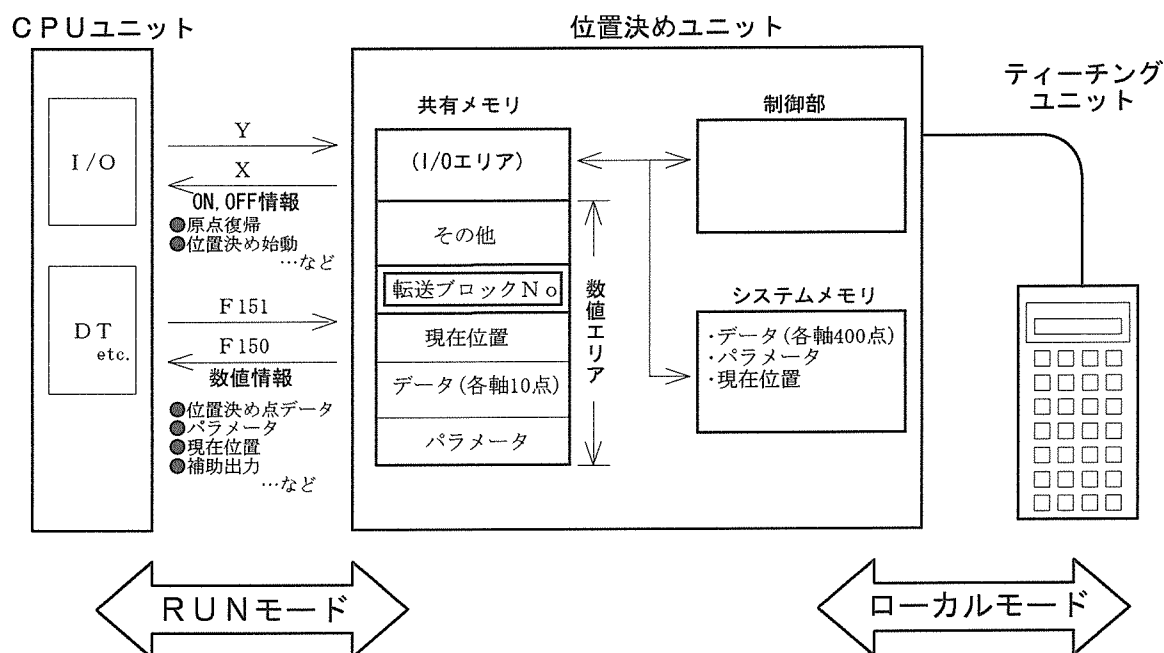 CPUユニット
位置決めユニット
ティーチング
ユニット
共有メモリ
制御部
I/O
Y
X
ON, OFF情報
●原点復帰
●位置決め始動
…など
(I/Oエリア)
その他
転送ブロックNo
現在位置
データ(各軸10点)
パラメータ
数値エリア
DT
etc.
F151
F150
数値情報
●位置決め点データ
●パラメータ
●現在位置
●補助出力
…など
システムメモリ
・データ(各軸400点)
・パラメータ
・現在位置
RUNモード
ローカルモード